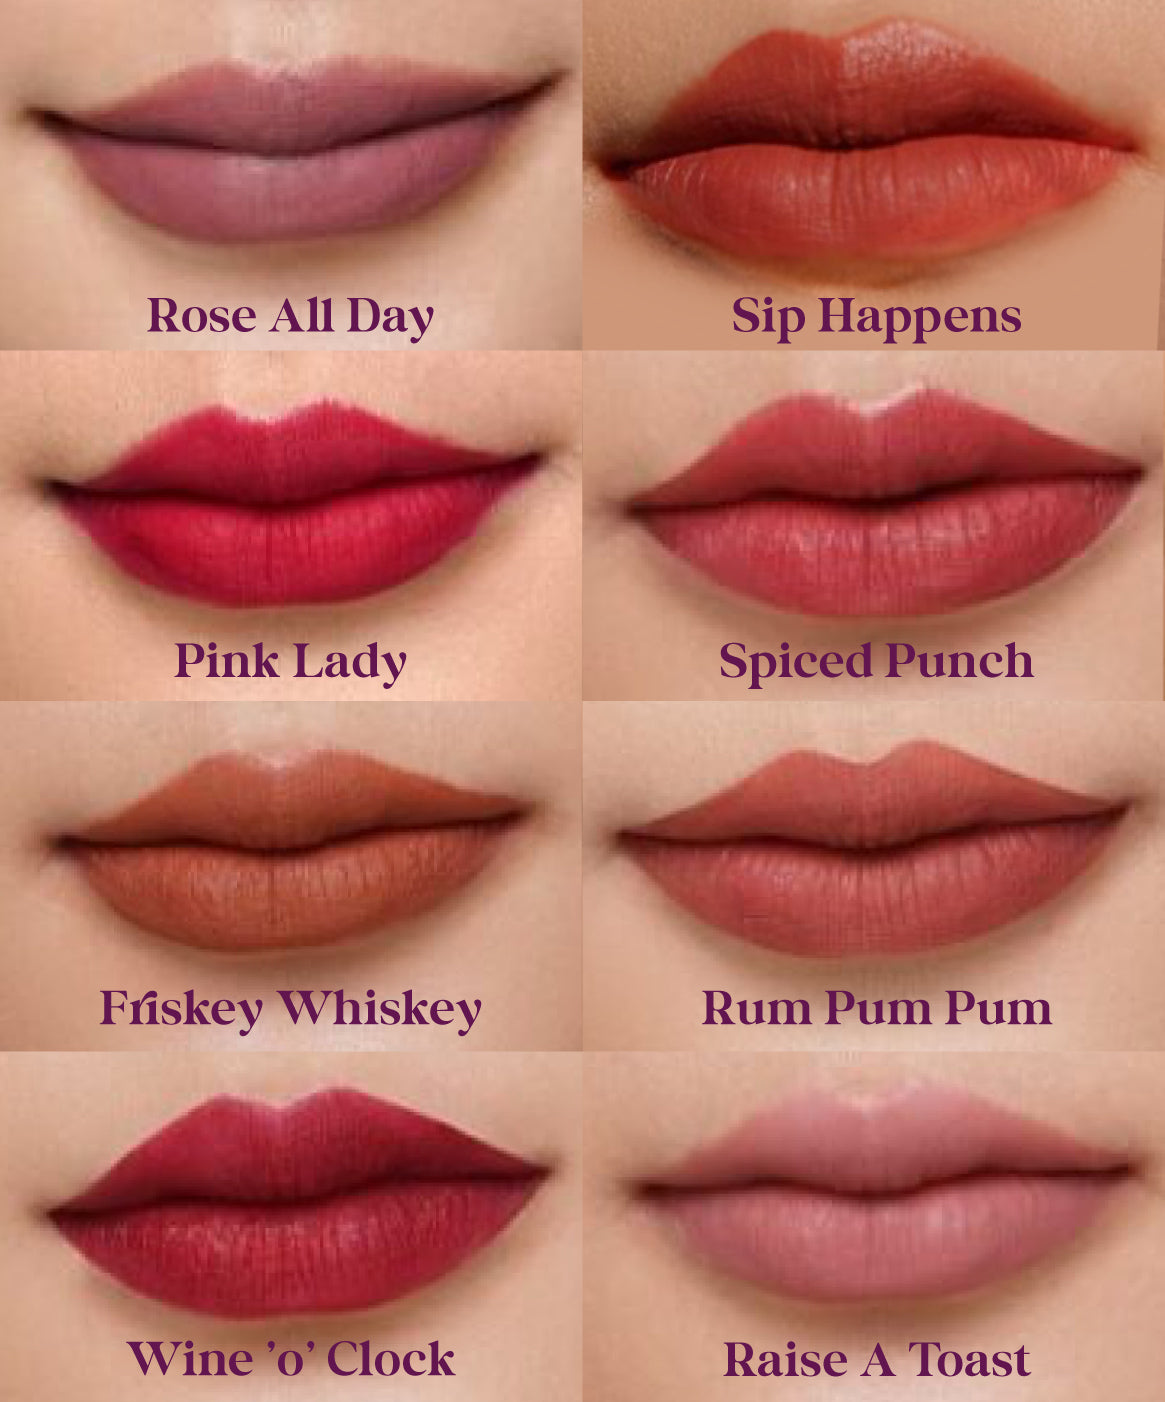 Rose All Day
Sip Happens
Pink Lady
Spiced Punch
Friskey Whiskey
Rum Pum Pum
Wine 'o' Clock
Raise A Toast